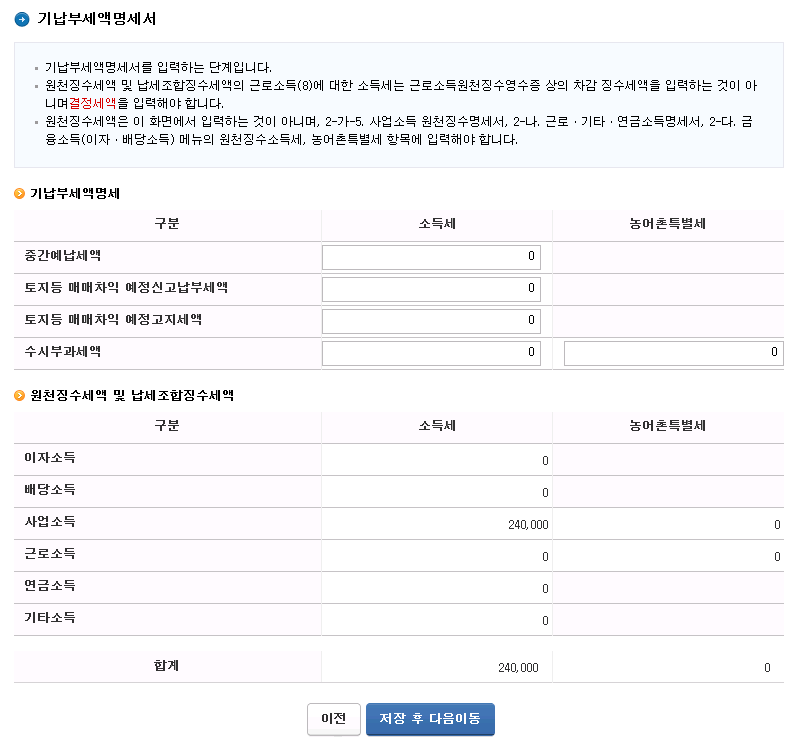 기납부세액명세서
기납부세액명세서를 입력하는 단계입니다.
원천징수세액 및 납세조합징수세액의 근로소득(8)에 대한 소득세는 근로소득원천징수영수증 상의 차감 징수세액을 입력하는 것이 아
니며결정세액을 입력해야 합니다.
원천징수세액은 이 화면에서 입력하는 것이 아니며, 2-가-5. 사업소득 원천징수명세서, 2-나. 근로·기타·연금소득명세서, 2-다. 금
융소득(이자·배당소득) 메뉴의 원천징수소득세, 농어촌특별세 항목에 입력해야 합니다.
기납부세액명세
구분 소득세 농어촌특별세
중간예납세액 0
토지등 매매차익 예정신고납부세액 0
토지등 매매차익 예정고지세액 0
수시부과세액 0 0
원천징수세액 및 납세조합징수세액
구분 소득세 농어촌특별세
이자소득 0
배당소득 0
사업소득 240,000 0
근로소득 0 0
연금소득 0
기타소득 0
합계 240,000 0
이전 저장 후 다음이동